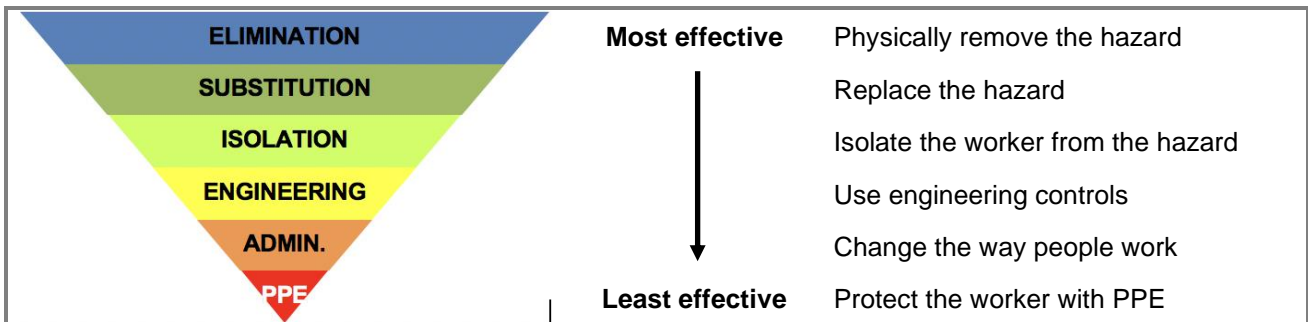 ELIMINATION Most effective Physically remove the hazard
SUBSTITUTION Replace the hazard
ISOLATION Isolate the worker from the hazard
ENGINEERING Use engineering controls
ADMIN. Change the way people work
PPE Least effective Protect the worker with PPE